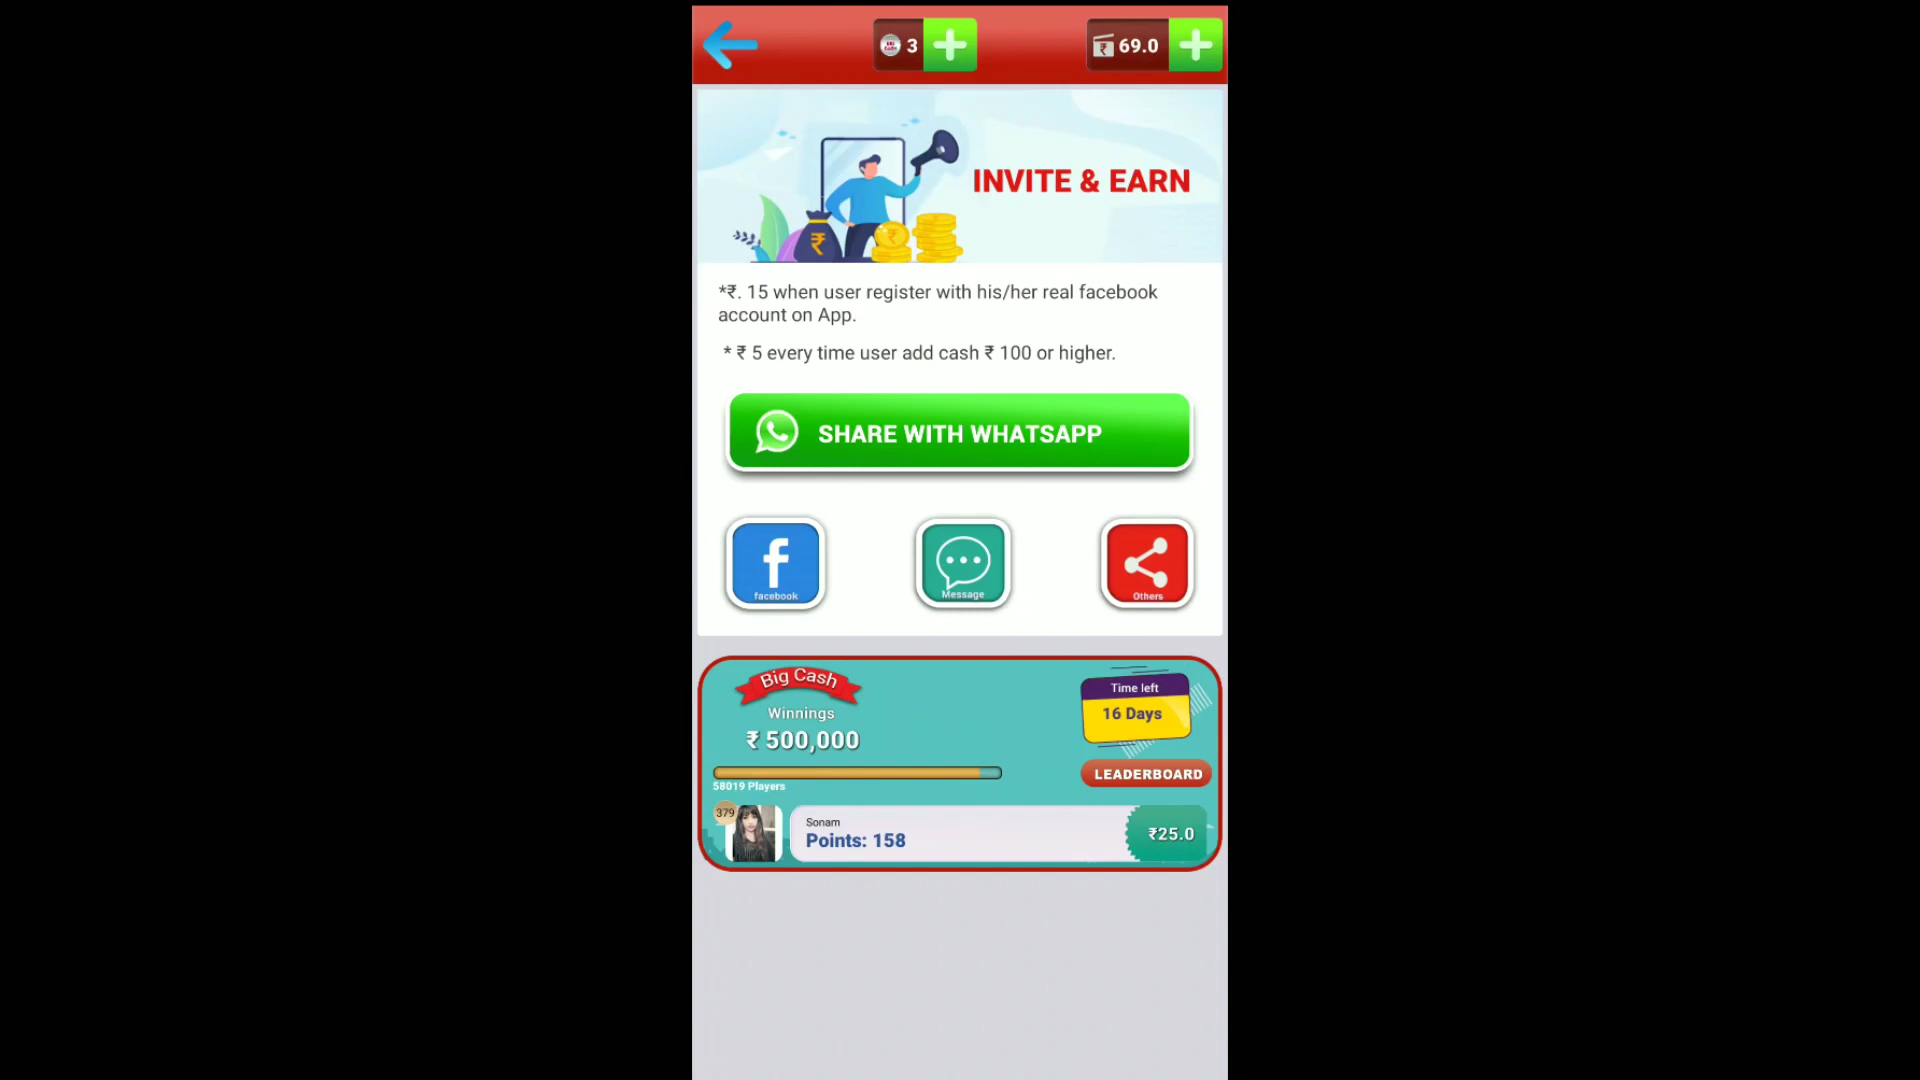 3
69.0
INVITE & EARN
*₹. 15 when user register with his/her real facebook
account on App.
* ₹ 5 every time user add cash ₹ 100 or higher.
SHARE WITH WHATSAPP
facebook
Message
Others
Big Cash
Winnings
₹ 500,000
Time left
16 Days
58019 Players
LEADERBOARD
379
Sonam
Points: 158
₹25.0